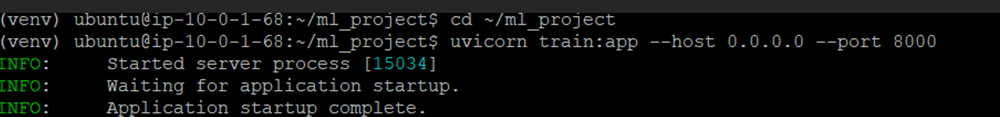 (venv) ubuntu@ip-10-0-1-68:~/ml_project$ cd ~/ml_project
(venv) ubuntu@ip-10-0-1-68:~/ml_project$ uvicorn train:app --host 0.0.0.0 --port 8000
INFO:     Started server process [15034]
INFO:     Waiting for application startup.
INFO:     Application startup complete.